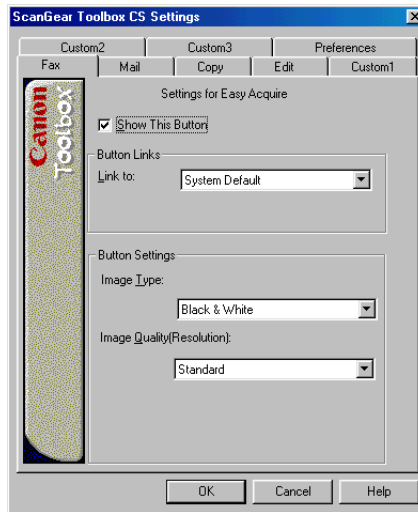 ScanGear Toolbox CS Settings
Custom2 Custom3 Preferences
Fax Mail Copy Edit Custom1
Canon
TOOLBOX
Settings for Easy Acquire
Show This Button
Button Links
Link to: System Default
Button Settings
Image Type:
Black & White
Image Quality(Resolution):
Standard
OK Cancel Help